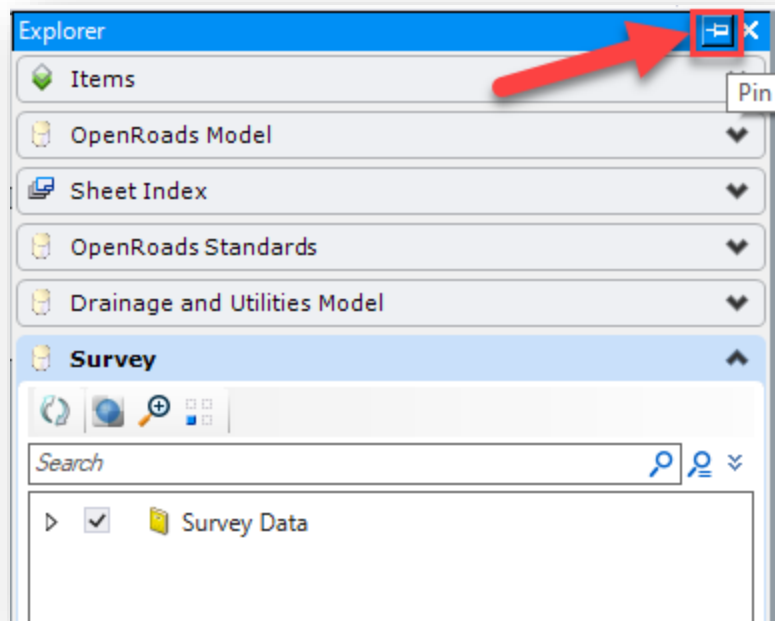 Explorer
Items
Pin
OpenRoads Model
Sheet Index
OpenRoads Standards
Drainage and Utilities Model
Survey
Search
Survey Data